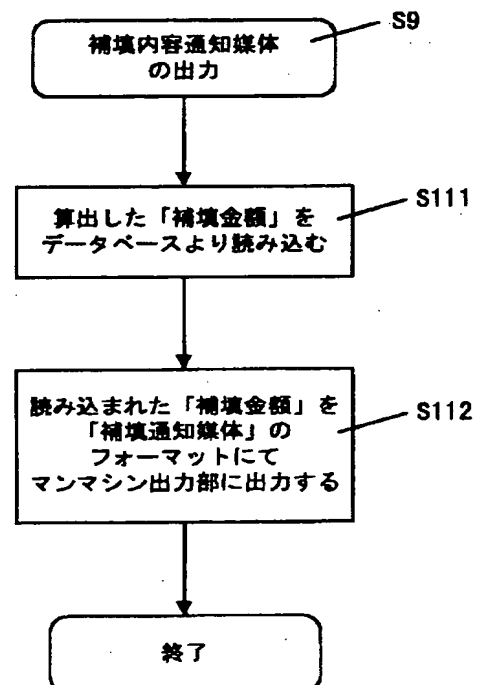 補填内容通知媒体
の出力
S9
算出した「補填金額」を
データベースより読み込む
S111
読み込まれた「補填金額」を
「補填通知媒体」の
フォーマットにて
マンマシン出力部に出力する
S112
終了